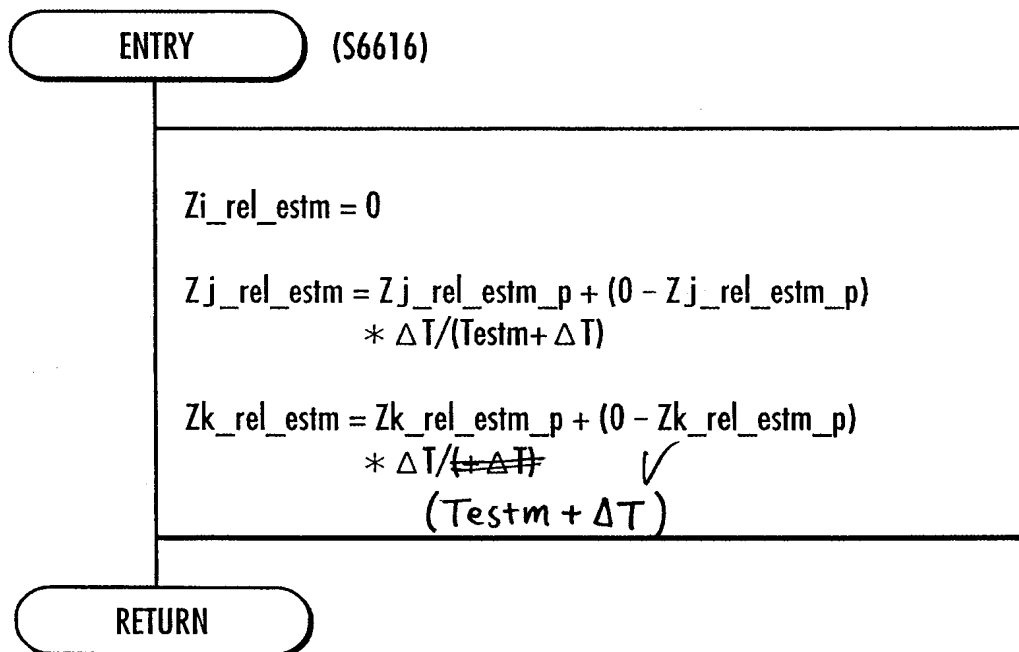 ENTRY (S6616)
Zi_rel_estm = 0
Zj_rel_estm = Zj_rel_estm_p + (0 - Zj_rel_estm_p)
* ΔT/(Testm+ ΔT)
Zk_rel_estm = Zk_rel_estm_p + (0 - Zk_rel_estm_p)
* ΔT/(+ ΔT)
(Testm + ΔT)
RETURN